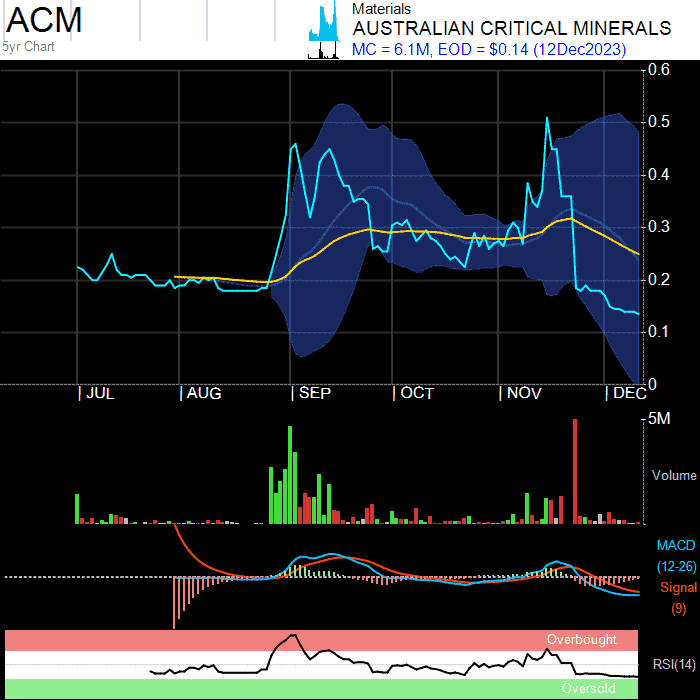 ACM
5yr Chart
Materials
AUSTRALIAN CRITICAL MINERALS
MC = 6.1M, EOD = $0.14 (12Dec2023)
0.6
0.5
0.4
0.3
0.2
0.1
0
| JUL | AUG | SEP | OCT | NOV | DEC
5M
Volume
MACD
(12-26)
Signal
(9)
Overbought
RSI(14)
Oversold